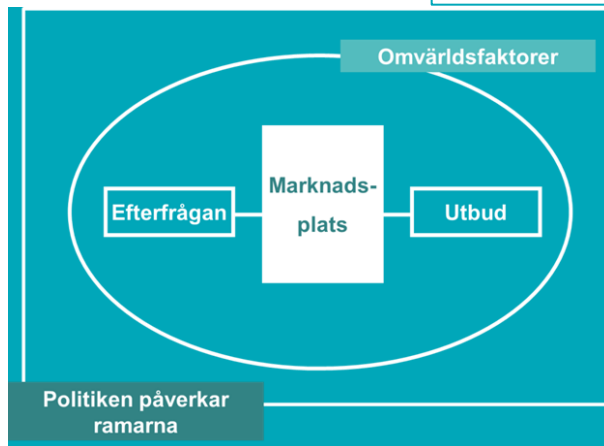 Omvärldsfaktorer
Marknads-
plats
Efterfrågan
Utbud
Politiken påverkar
ramarna